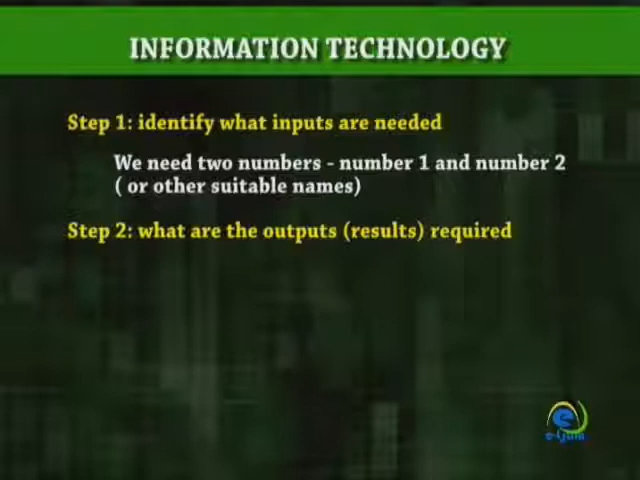 INFORMATION TECHNOLOGY
Step 1: identify what inputs are needed
We need two numbers - number 1 and number 2
( or other suitable names)
Step 2: what are the outputs (results) required